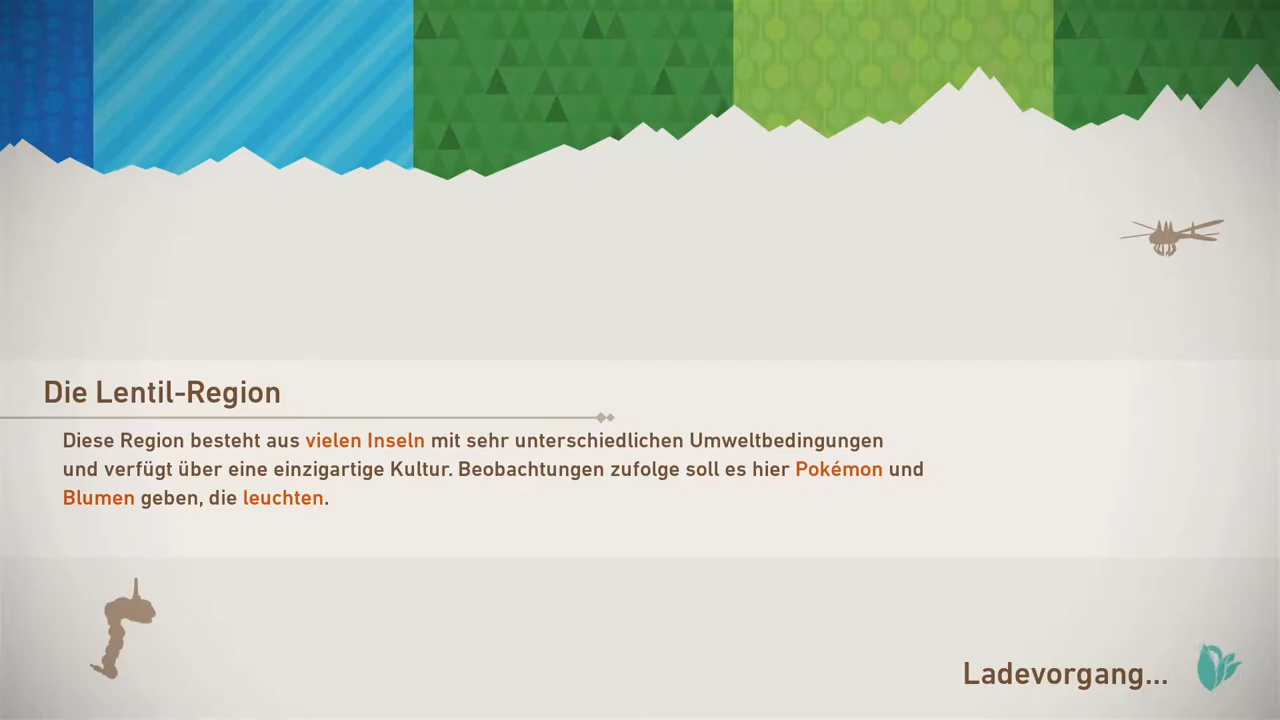 Die Lentil-Region
Diese Region besteht aus vielen Inseln mit sehr unterschiedlichen Umweltbedingungen
und verfügt über eine einzigartige Kultur. Beobachtungen zufolge soll es hier Pokémon und
Blumen geben, die leuchten.
Ladevorgang...